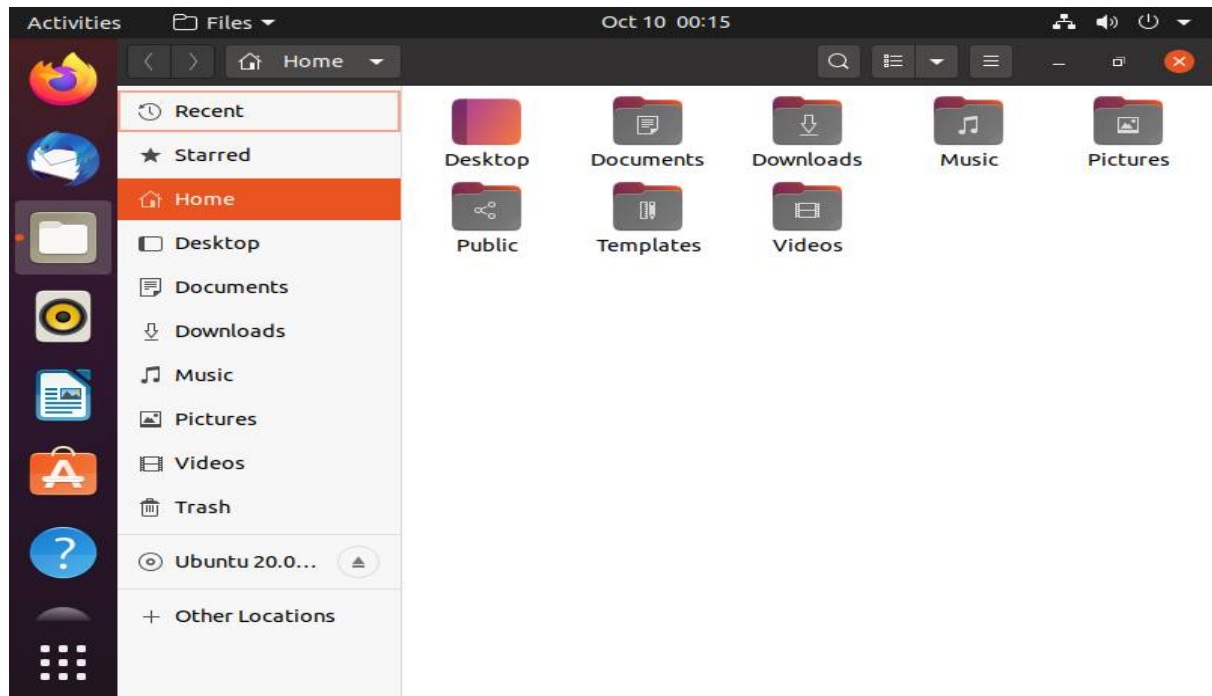 Activities Files Oct 10 00:15
Home
Recent
Starred
Home
Desktop
Documents
Downloads
Music
Pictures
Videos
Trash
Ubuntu 20.0...
+ Other Locations
Desktop Documents Downloads Music Pictures
Public Templates Videos